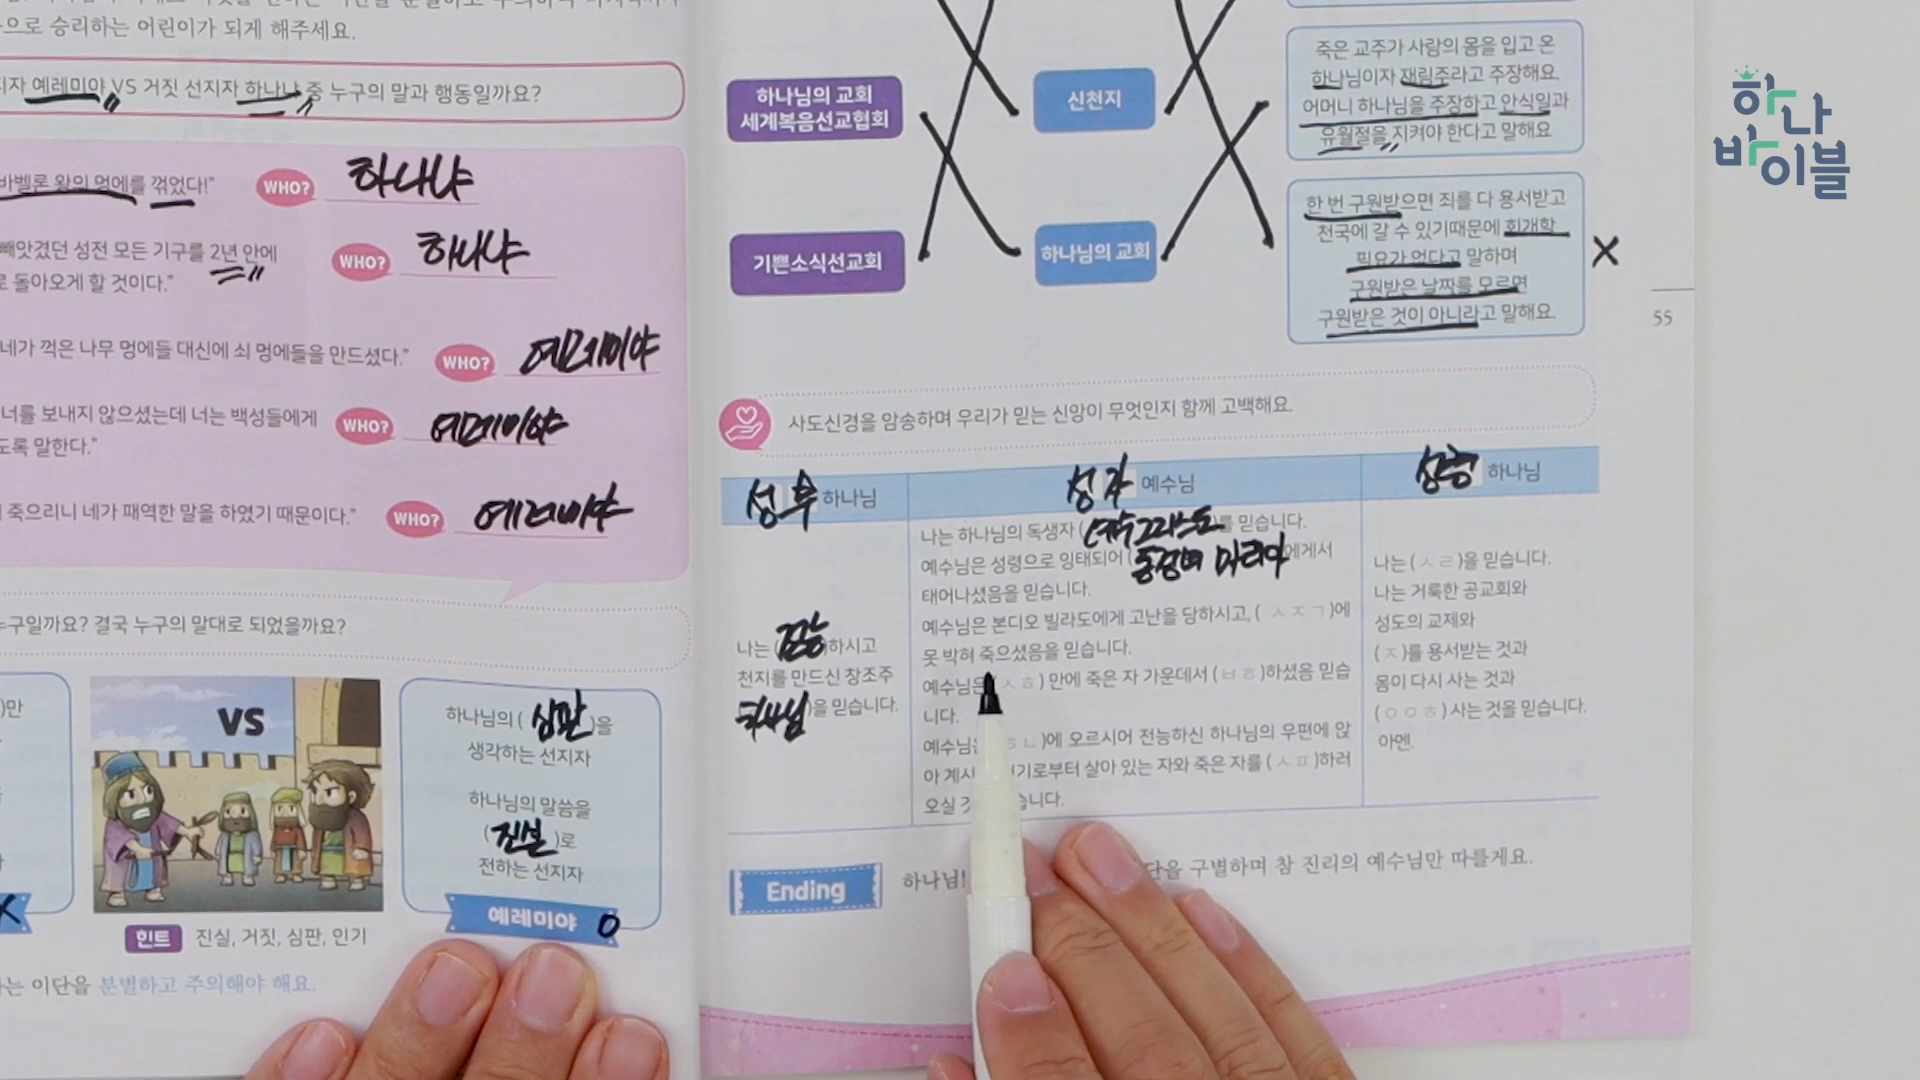 으로 승리하는 어린이가 되게 해주세요.
지자 예레미야 VS 거짓 선지자 하나냐 중 누구의 말과 행동일까요?
바벨론 왕의 멍에를 꺾었다!"
WHO?
하나냐
빼앗겼던 성전 모든 기구를 2년 안에
로 돌아오게 할 것이다."
WHO?
하나냐
네가 꺽은 나무 멍에들 대신에 쇠 멍에들을 만드셨다."
WHO?
예레미야
너를 보내지 않으셨는데 너는 백성들에게
도록 말한다."
WHO?
예레미야
죽으리니 네가 패역한 말을 하였기 때문이다."
WHO?
예레미야
누구일까요? 결국 누구의 말대로 되었을까요?
)만
VS
하나님의 ( 심판 )을
생각하는 선지자
하나님의 말씀을
( 진실 )로
전하는 선지자
X
예레미야 O
힌트 진실, 거짓, 심판, 인기
하는 이단을 분별하고 주의해야 해요.
하나님의 교회
세계복음선교협회
신천지
죽은 교주가 사람의 몸을 입고 온
하나님이자 재림주라고 주장해요.
어머니 하나님을 주장하고 안식일과
유월절을 지켜야 한다고 말해요
기쁜소식선교회
하나님의 교회
한 번 구원받으면 죄를 다 용서받고
천국에 갈 수 있기때문에 회개할
필요가 없다고 말하며
구원받은 날짜를 모르면
구원받은 것이 아니라고 말해요.
X
55
사도신경을 암송하며 우리가 믿는 신앙이 무엇인지 함께 고백해요.
성부 하나님
성자 예수님
성령 하나님
나는 ( 전능 )하시고
천지를 만드신 창조주
하나님 )을 믿습니다.
나는 하나님의 독생자 ( 예수그리스도 )를 믿습니다.
예수님은 성령으로 잉태되어 ( 동정녀 마리아 )에게서
태어나셨음을 믿습니다.
예수님은 본디오 빌라도에게 고난을 당하시고, ( ㅅㅈㄱ )에
못 박혀 죽으셨음을 믿습니다.
예수님은 ㅅㅎ ) 만에 죽은 자 가운데서 ( ㅂㅎ )하셨음 믿습
니다.
예수님은 ㅎㄴ )에 오르시어 전능하신 하나님의 우편에 앉
아 계시 기로부터 살아 있는 자와 죽은 자를 ( ㅅㅍ )하러
오실 습니다.
나는 ( ㅅㄹ )을 믿습니다.
나는 거룩한 공교회와
성도의 교제와
( ㅈ )를 용서받는 것과
몸이 다시 사는 것과
( ㅇㅇㅎ ) 사는 것을 믿습니다.
아멘.
Ending 하나님! 단을 구별하며 참 진리의 예수님만 따를게요.
하나
바이블